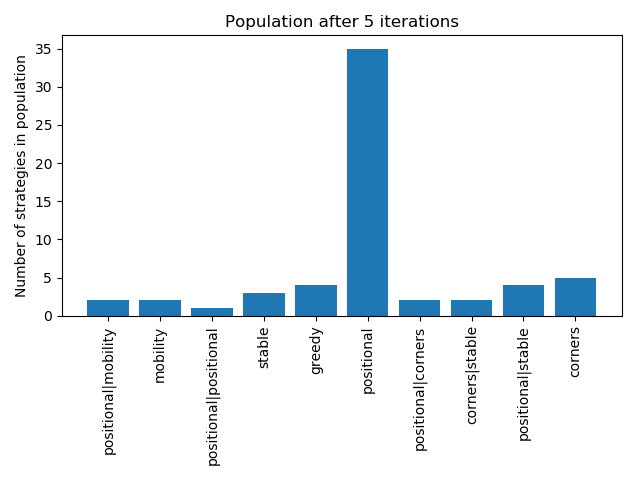 Population after 5 iterations
Number of strategies in population
35
30
25
20
15
10
5
0
positional|mobility
mobility
positional|positional
stable
greedy
positional
positional|corners
corners|stable
positional|stable
corners